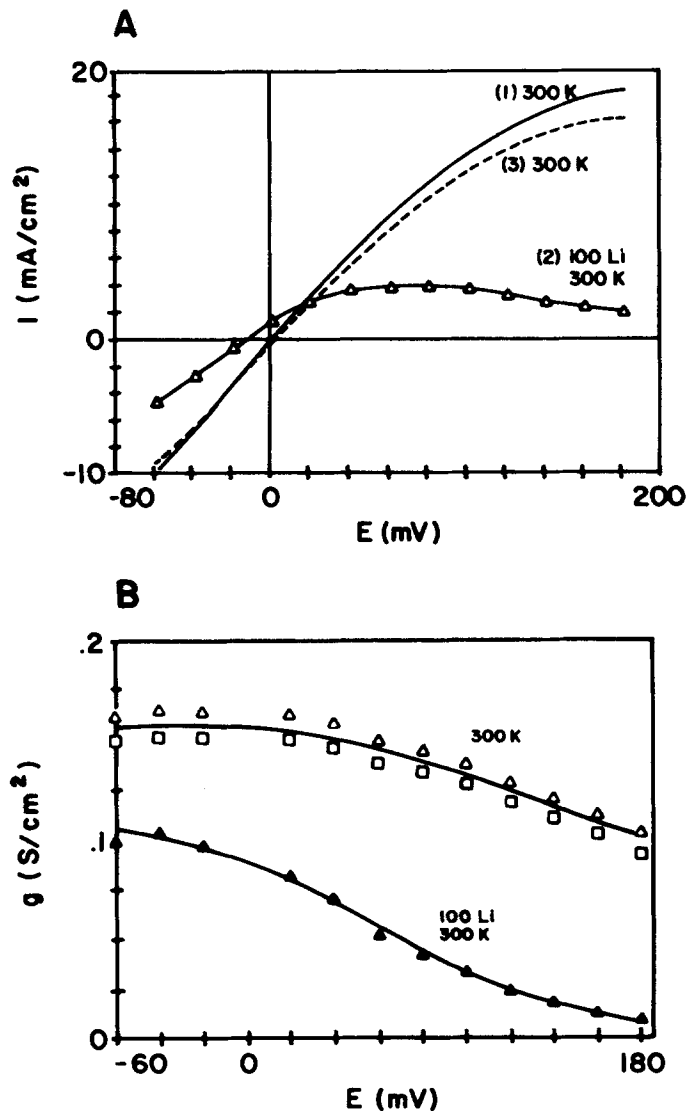 A
20
(1) 300 K
(3) 300 K
(2) 100 Li
300 K
I (mA/cm²)
0
-10
-80
0
200
E (mV)
B
.2
300 K
g (S/cm²)
.1
100 Li
300 K
0
-60
0
180
E (mV)